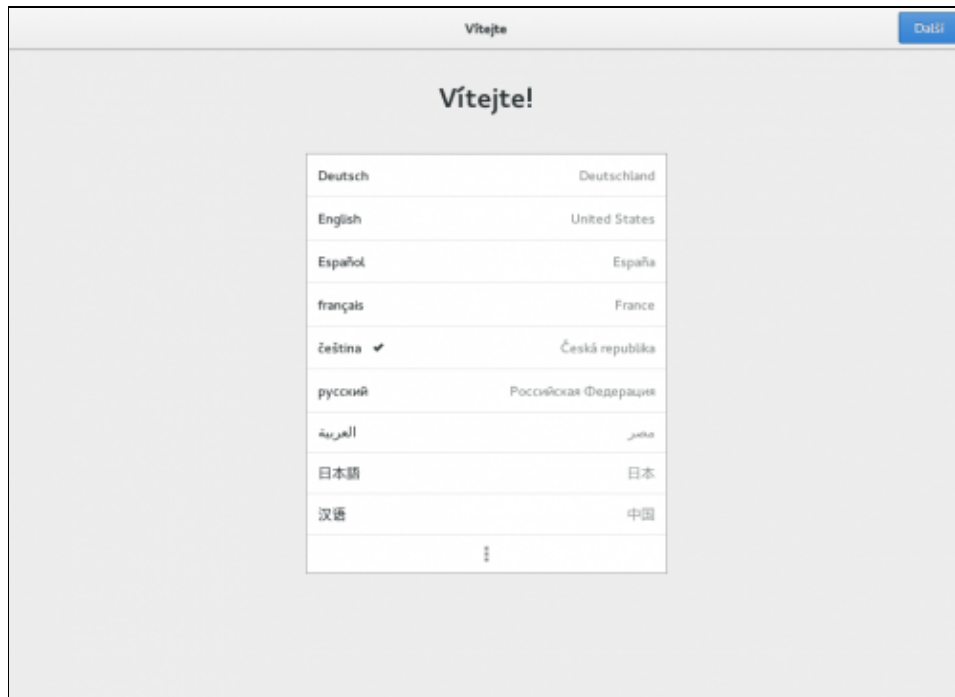 Vítejte
Další
Vítejte!
Deutsch Deutschland
English United States
Español España
français France
čeština ✔ Česká republika
русский Российская Федерация
العربية مصر
日本語 日本
汉语 中国